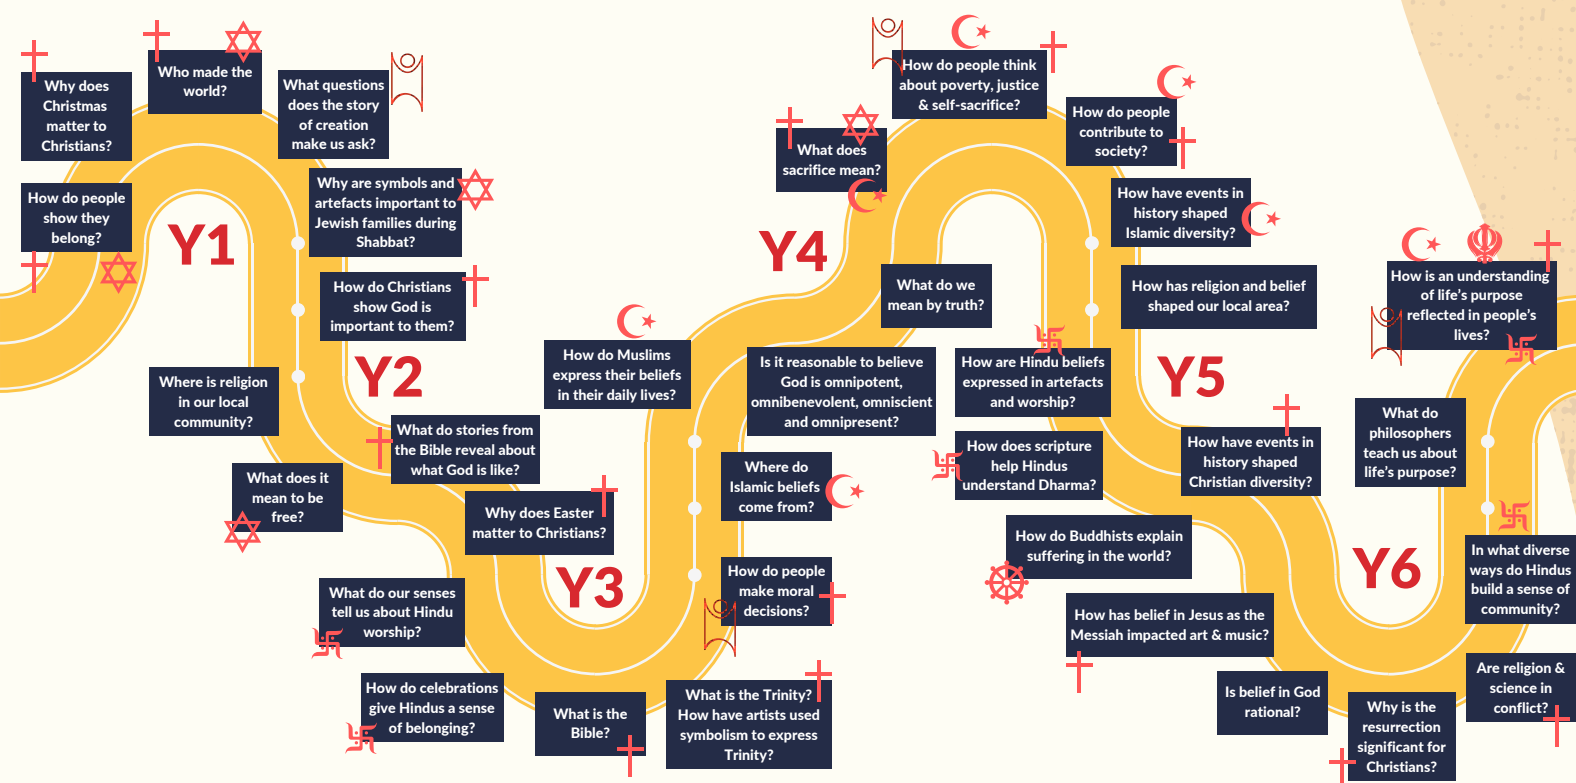 Why does
Christmas
matter to
Christians?
Who made the
world?
What questions
does the story
of creation
make us ask?
How do people
show they
belong?
Y1
Why are symbols and
artefacts important to
Jewish families during
Shabbat?
How do Christians
show God is
important to them?
Y2
Where is religion
in our local
community?
What do stories from
the Bible reveal about
what God is like?
What does it
mean to be
free?
Why does Easter
matter to Christians?
Y3
What do our senses
tell us about Hindu
worship?
How do celebrations
give Hindus a sense
of belonging?
What is the
Bible?
What is the Trinity?
How have artists used
symbolism to express
Trinity?
How do people
make moral
decisions?
Where do
Islamic beliefs
come from?
How do Muslims
express their beliefs
in their daily lives?
Is it reasonable to believe
God is omnipotent,
omnibenevolent, omniscient
and omnipresent?
What do we
mean by truth?
Y4
What does
sacrifice mean?
How do people think
about poverty, justice
& self-sacrifice?
How do people
contribute to
society?
How have events in
history shaped
Islamic diversity?
How has religion and belief
shaped our local area?
How are Hindu beliefs
expressed in artefacts
and worship?
Y5
How does scripture
help Hindus
understand Dharma?
How have events in
history shaped
Christian diversity?
How do Buddhists explain
suffering in the world?
How has belief in Jesus as the
Messiah impacted art & music?
Y6
Is belief in God
rational?
Why is the
resurrection
significant for
Christians?
Are religion &
science in
conflict?
In what diverse
ways do Hindus
build a sense of
community?
What do
philosophers
teach us about
life's purpose?
How is an understanding
of life's purpose
reflected in people's
lives?